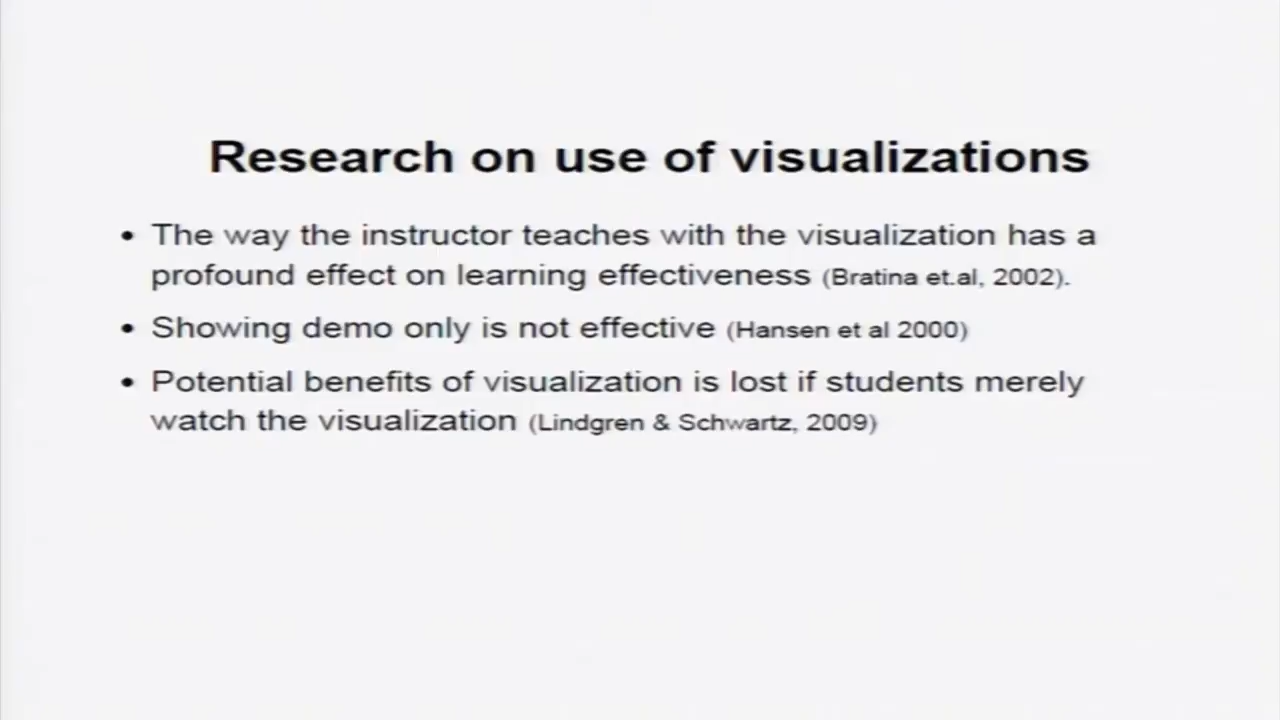 Research on use of visualizations
• The way the instructor teaches with the visualization has a
profound effect on learning effectiveness (Bratina et.al, 2002).
• Showing demo only is not effective (Hansen et al 2000)
• Potential benefits of visualization is lost if students merely
watch the visualization (Lindgren & Schwartz, 2009)